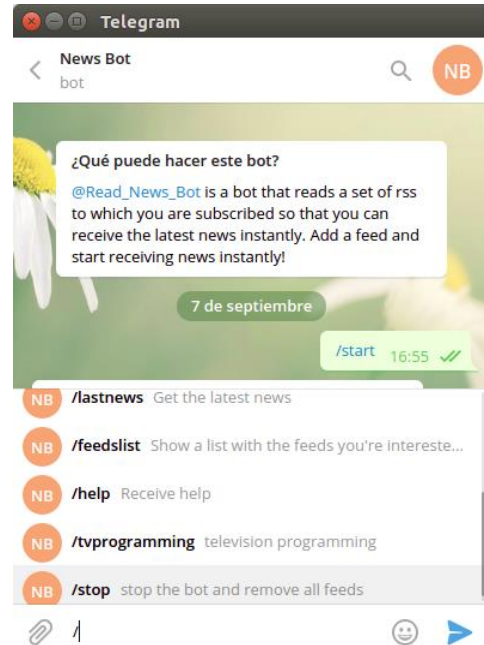 Telegram
News Bot
bot
NB
¿Qué puede hacer este bot?
@Read_News_Bot is a bot that reads a set of rss
to which you are subscribed so that you can
receive the latest news instantly. Add a feed and
start receiving news instantly!
7 de septiembre
/start 16:55
NB /lastnews Get the latest news
NB /feedslist Show a list with the feeds you're intereste...
NB /help Receive help
NB /tvprogramming television programming
NB /stop stop the bot and remove all feeds
/